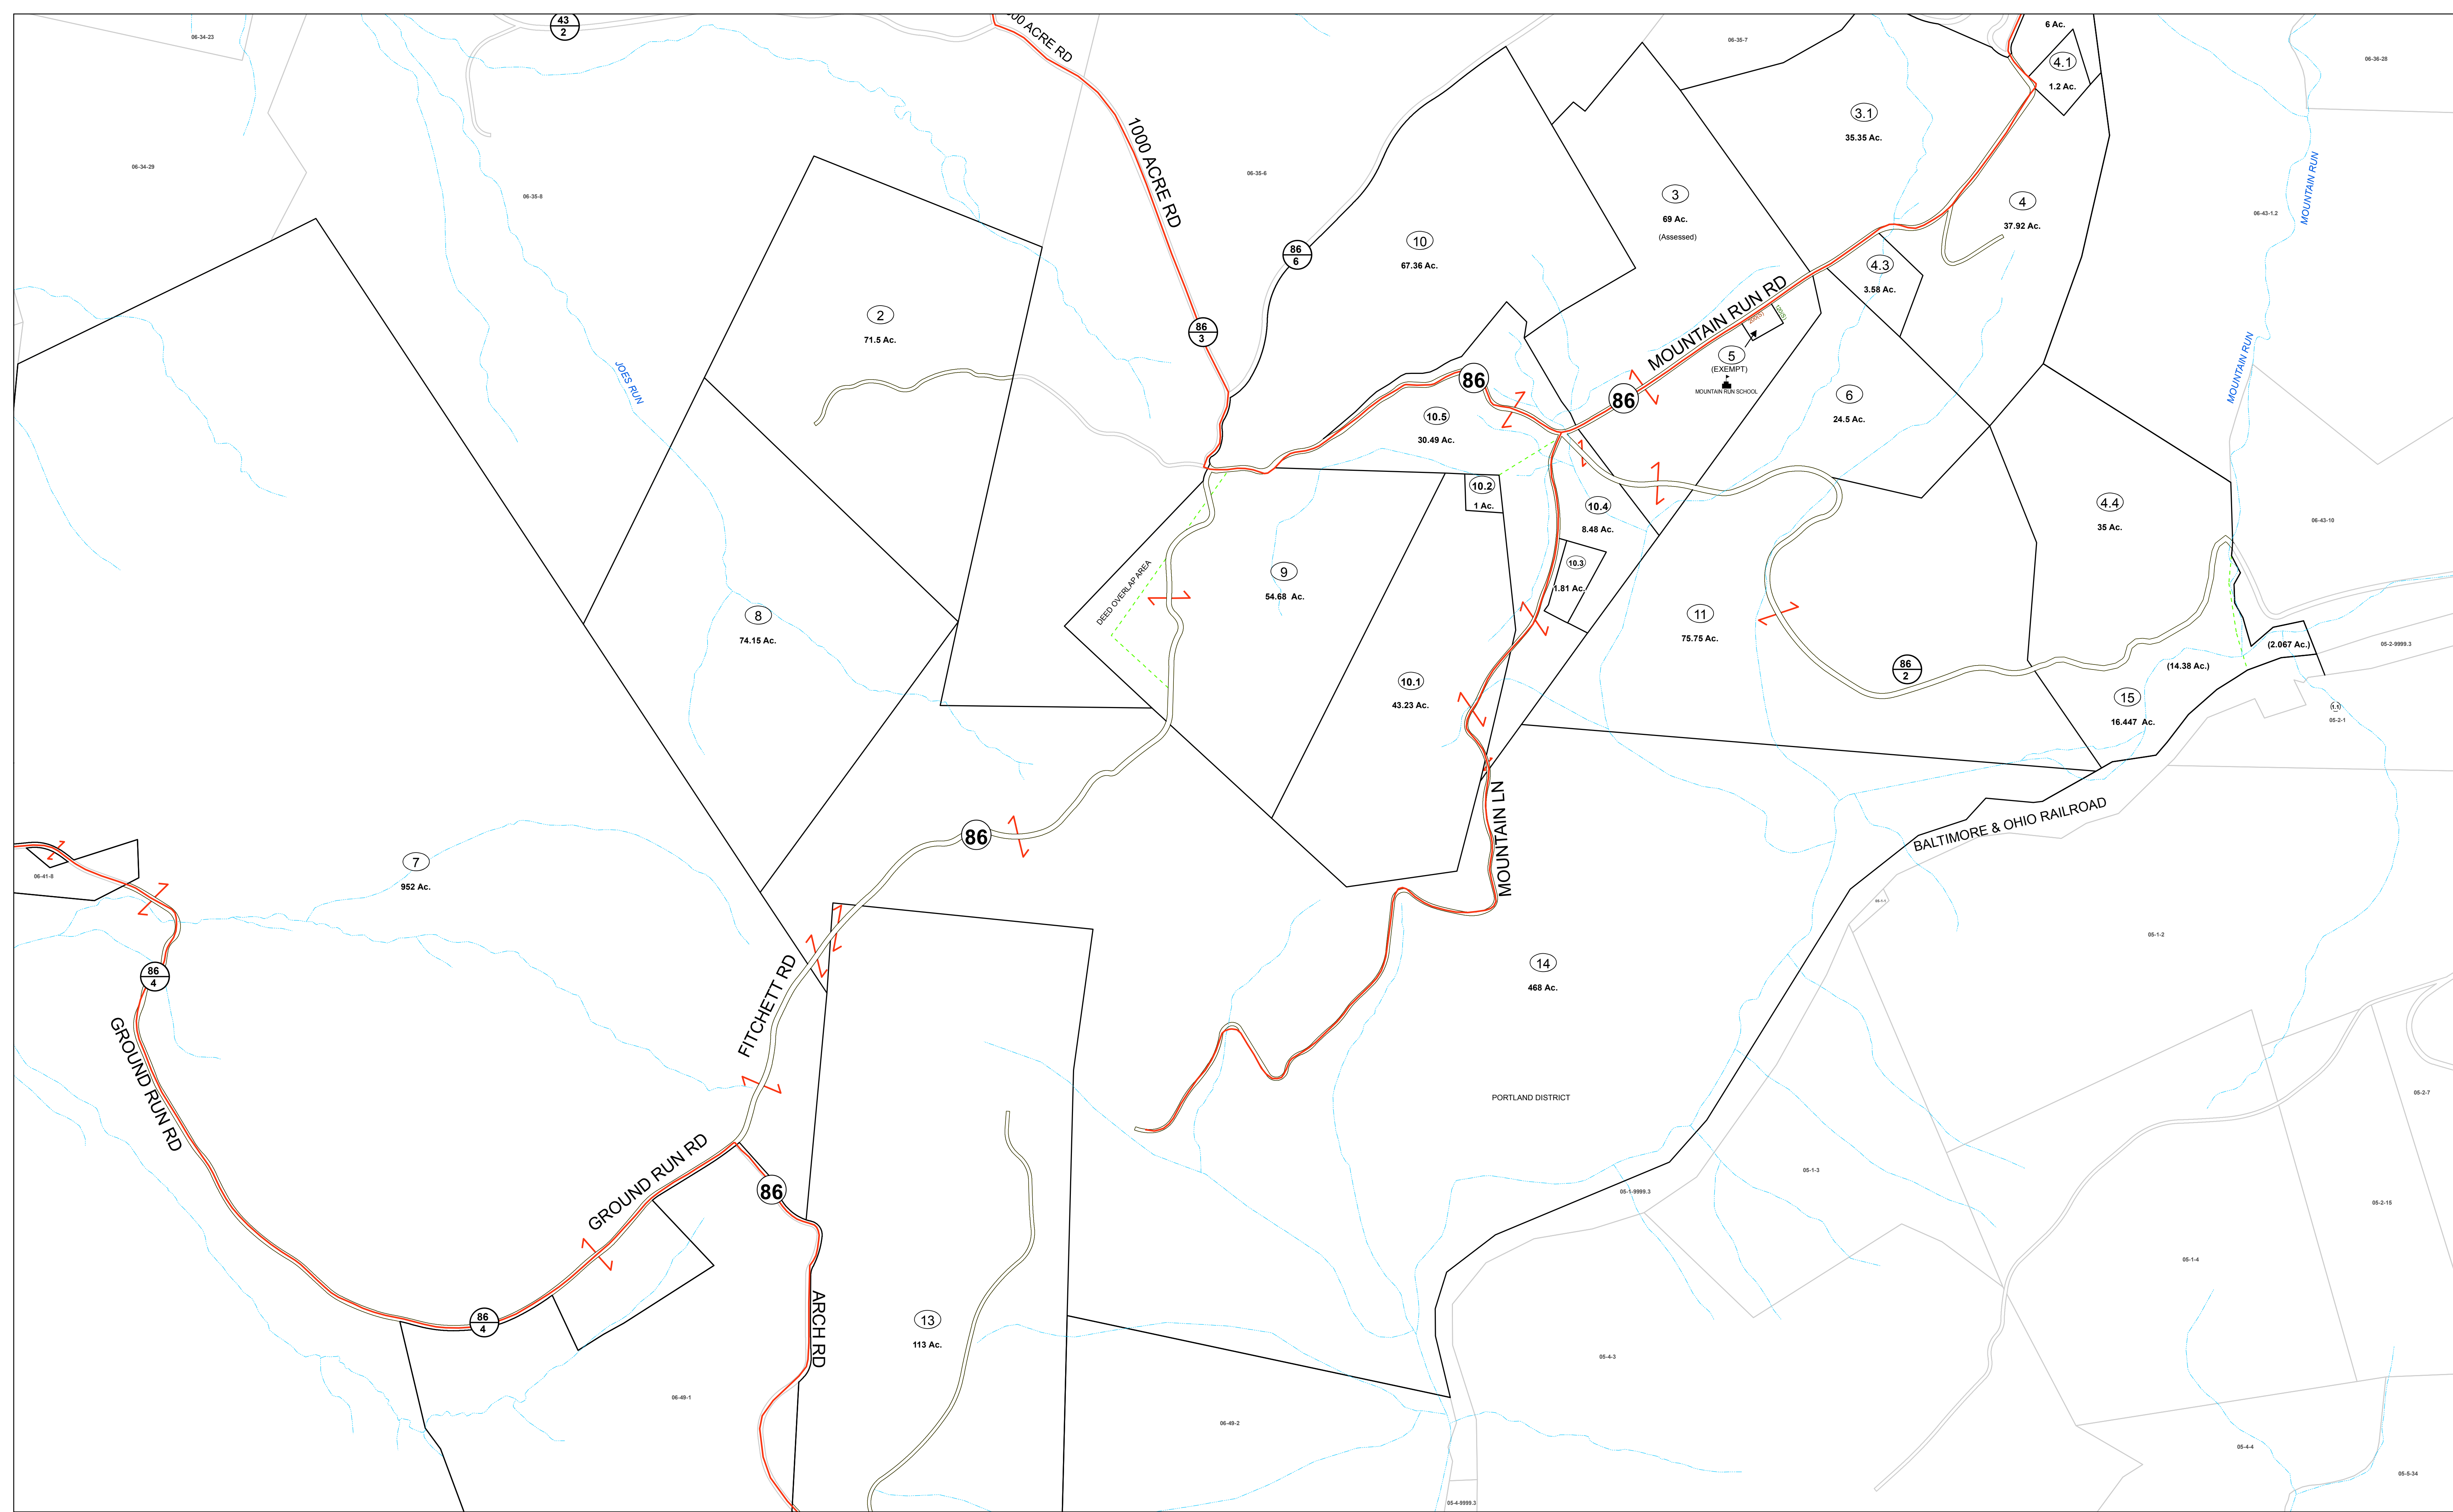 43
2
6 Ac.
06-34-23
06-35-7
1000 ACRE RD
06-36-28
4.1
1.2 Ac.
3.1
35.35 Ac.
1000 ACRE RD
06-34-29
06-35-6
06-35-8
3
69 Ac.
(Assessed)
4
37.92 Ac.
06-43-1.2
MOUNTAIN RUN
10
67.36 Ac.
86
6
4.3
3.58 Ac.
2
71.5 Ac.
86
3
MOUNTAIN RUN RD
5
(EXEMPT)
MOUNTAIN RUN SCHOOL
JOES RUN
MOUNTAIN RUN
86
86
6
24.5 Ac.
10.5
30.49 Ac.
10.2
1 Ac.
10.4
8.48 Ac.
4.4
35 Ac.
06-43-10
10.3
1.81 Ac.
9
54.68 Ac.
DEED OVERLAP AREA
8
74.15 Ac.
11
75.75 Ac.
86
2
(2.067 Ac.)
05-2-9999.3
(14.38 Ac.)
10.1
43.23 Ac.
15
16.447 Ac.
1.1
05-2-1
MOUNTAIN LN
BALTIMORE & OHIO RAILROAD
86
7
952 Ac.
06-41-8
05-1-1
05-1-2
14
468 Ac.
86
4
FITCHETT RD
GROUND RUN RD
PORTLAND DISTRICT
05-2-7
GROUND RUN RD
86
05-1-3
05-1-9999.3
05-2-15
05-1-4
86
4
ARCH RD
13
113 Ac.
05-4-3
06-49-1
06-49-2
05-4-4
05-5-34
05-4-9999.3